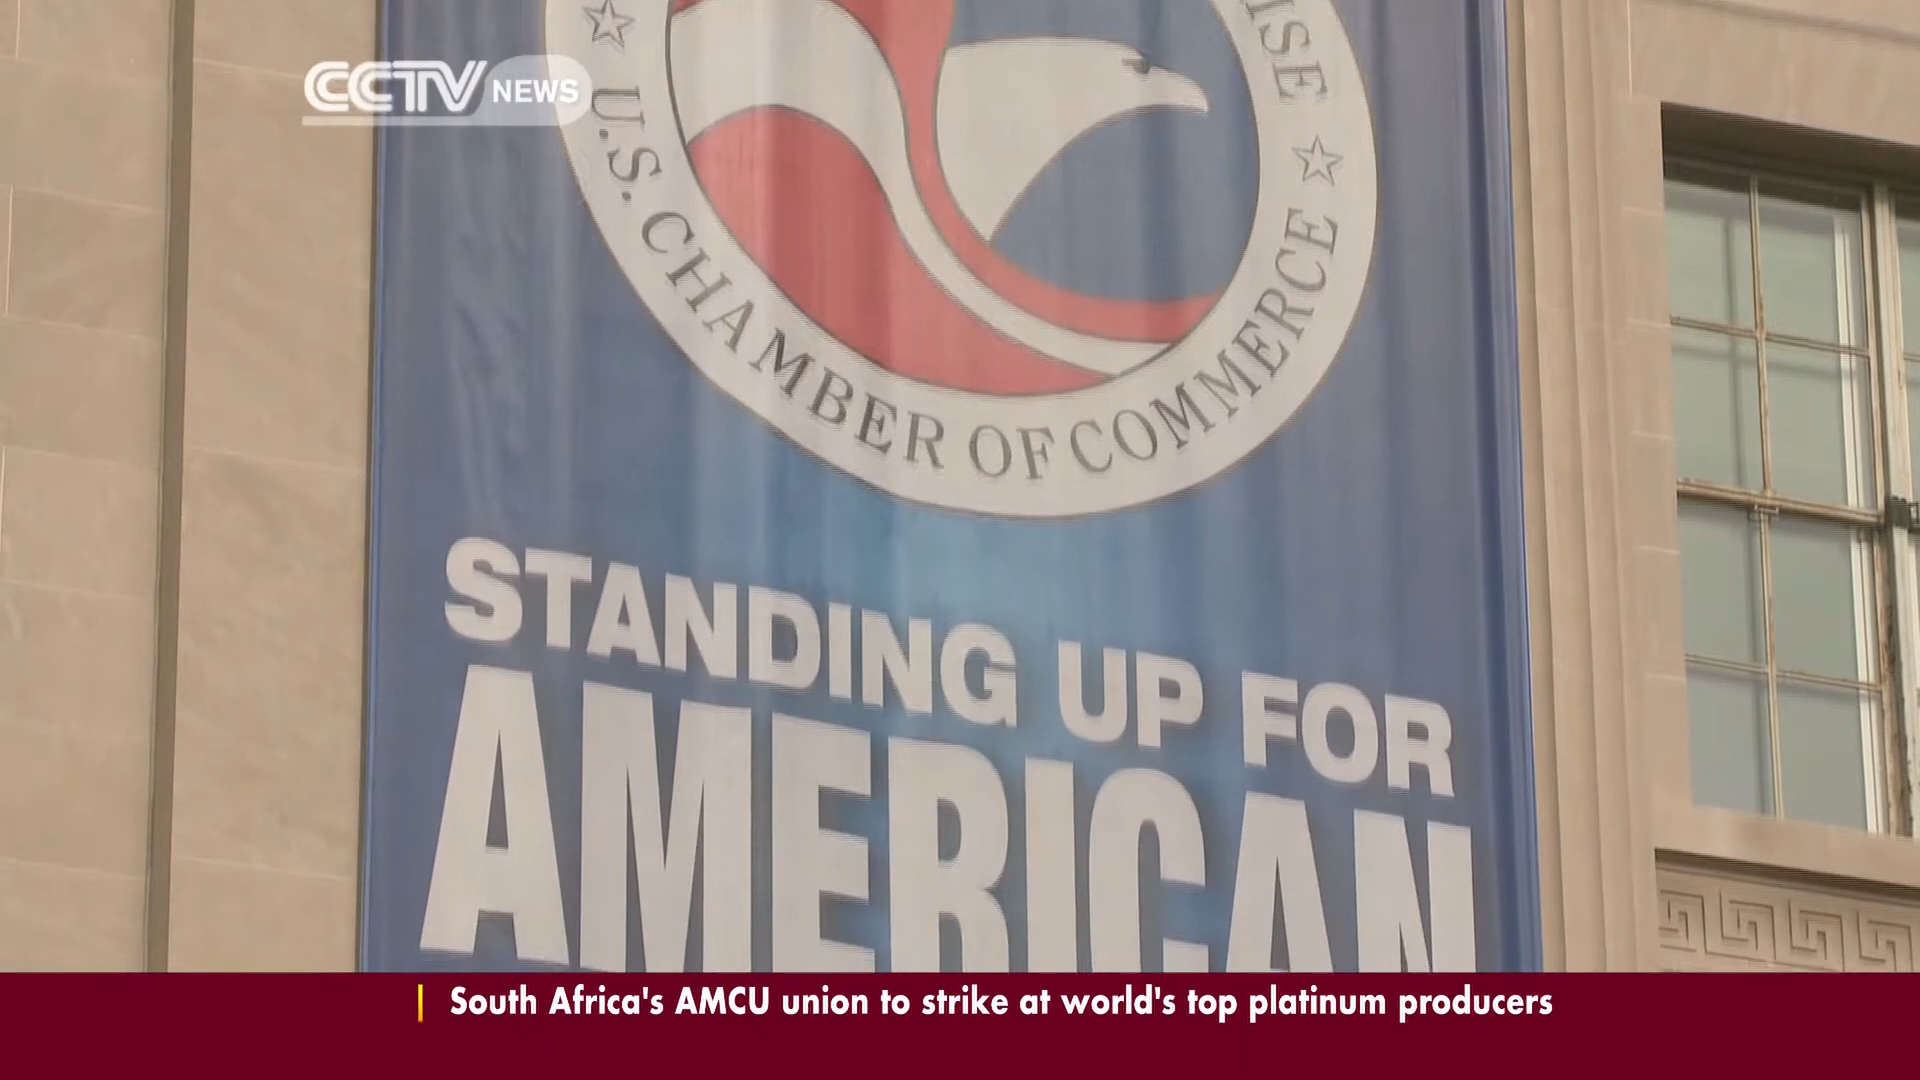 CCTV NEWS
ISE
U.S. CHAMBER OF COMMERCE
STANDING UP FOR
AMERICAN
South Africa's AMCU union to strike at world's top platinum producers